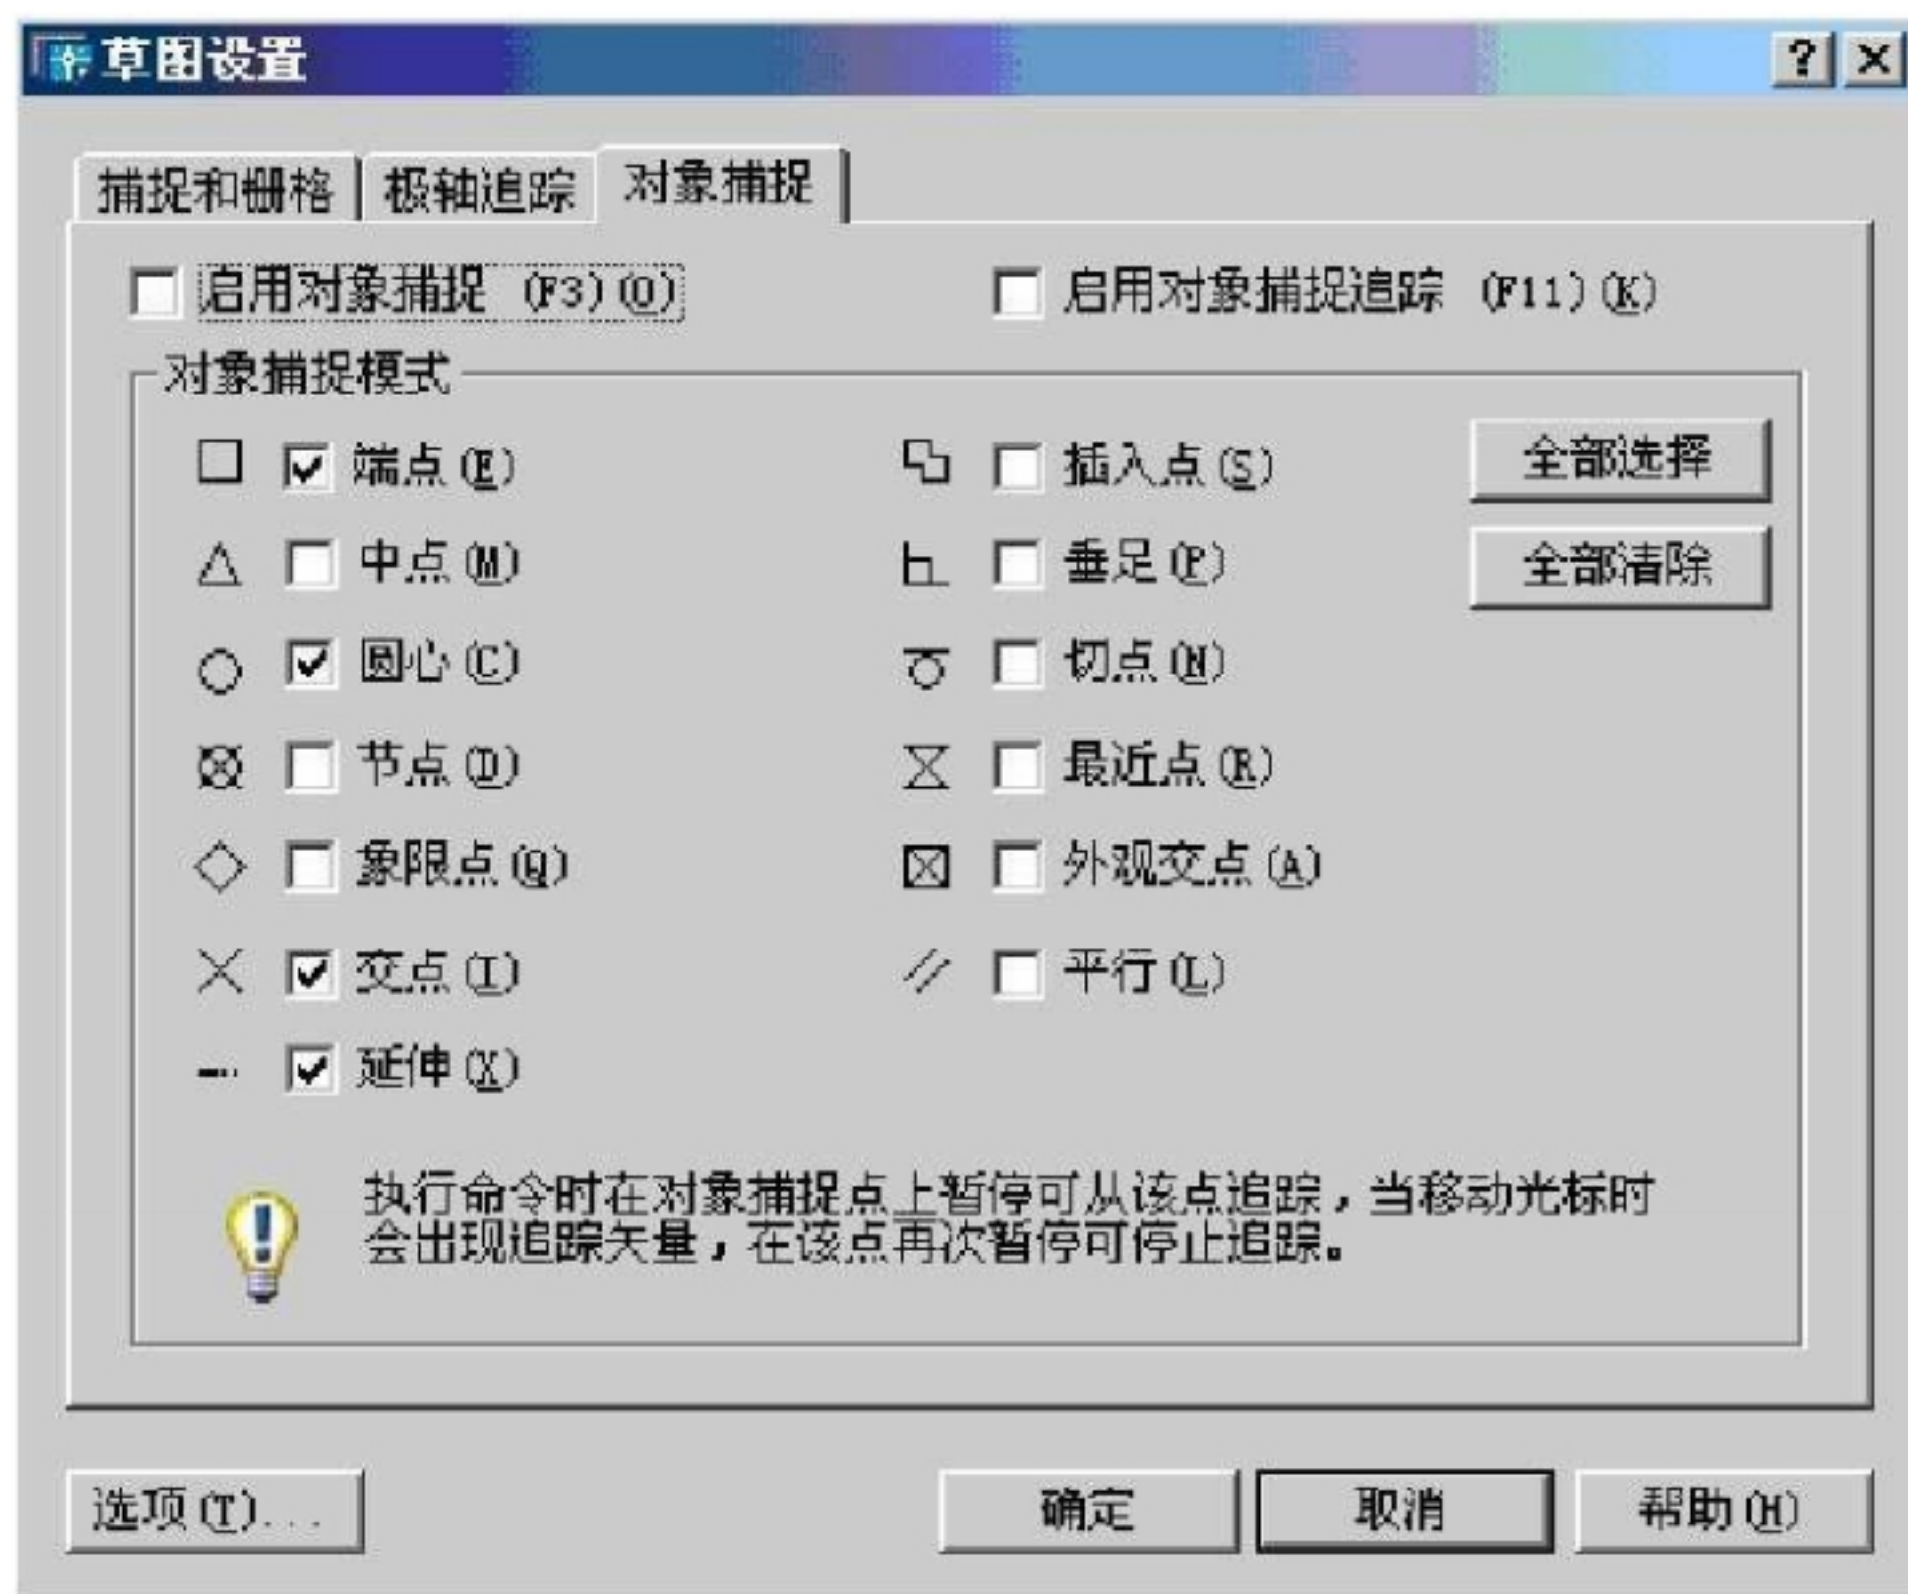 草图设置
捕捉和栅格 极轴追踪 对象捕捉
启用对象捕捉 (F3)(O) 启用对象捕捉追踪 (F11)(K)
对象捕捉模式
端点(E) 插入点(S) 全部选择
中点(M) 垂足(P) 全部清除
圆心(C) 切点(N)
节点(D) 最近点(R)
象限点(Q) 外观交点(A)
交点(I) 平行(L)
延伸(X)
执行命令时在对象捕捉点上暂停可从该点追踪，当移动光标时
会出现追踪矢量，在该点再次暂停可停止追踪。
选项(T)... 确定 取消 帮助(H)